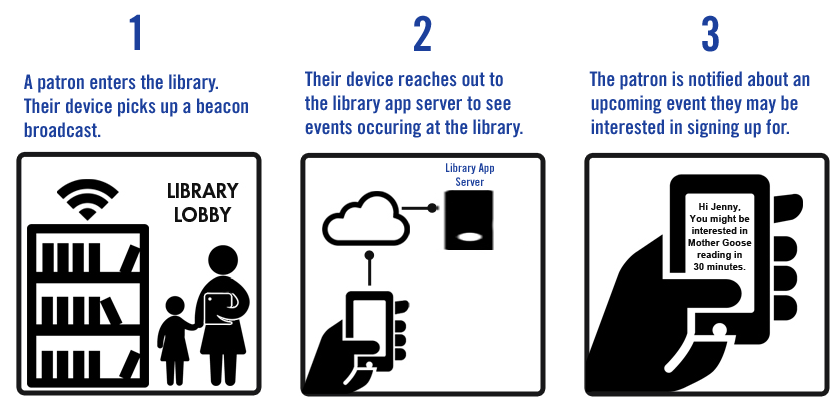 1
A patron enters the library.
Their device picks up a beacon
broadcast.
LIBRARY
LOBBY
2
Their device reaches out to
the library app server to see
events occuring at the library.
Library App
Server
3
The patron is notified about an
upcoming event they may be
interested in signing up for.
Hi Jenny,
You might be
interested in
Mother Goose
reading in
30 minutes.